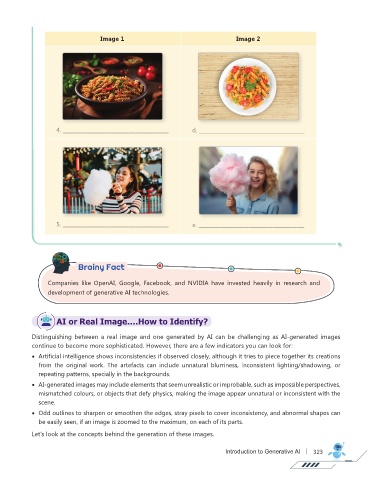 Image 1
Image 2
4.
d.
5.
e.
Brainy Fact
Companies like OpenAI, Google, Facebook, and NVIDIA have invested heavily in research and
development of generative AI technologies.
AI or Real Image....How to Identify?
Distinguishing between a real image and one generated by AI can be challenging as AI-generated images
continue to become more sophisticated. However, there are a few indicators you can look for:
• Artificial intelligence shows inconsistencies if observed closely, although it tries to piece together its creations
from the original work. The artefacts can include unnatural blurriness, inconsistent lighting/shadowing, or
repeating patterns, specially in the backgrounds.
• AI-generated images may include elements that seem unrealistic or improbable, such as impossible perspectives,
mismatched colours, or objects that defy physics, making the image appear unnatural or inconsistent with the
scene.
• Odd outlines to sharpen or smoothen the edges, stray pixels to cover inconsistency, and abnormal shapes can
be easily seen, if an image is zoomed to the maximum, on each of its parts.
Let's look at the concepts behind the generation of these images.
Introduction to Generative AI | 323